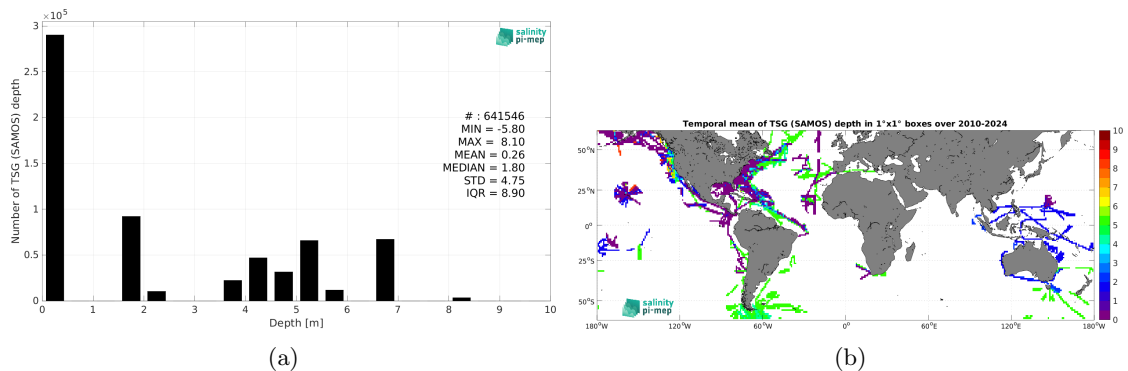 ×10⁵
3
2.5
2
1.5
1
0.5
0
0 1 2 3 4 5 6 7 8 9 10
Number of TSG (SAMOS) depth
Depth [m]
salinity
pi-mep
# : 641546
MIN = -5.80
MAX = 8.10
MEAN = 0.26
MEDIAN = 1.80
STD = 4.75
IQR = 8.90
(a)
Temporal mean of TSG (SAMOS) depth in 1°x1° boxes over 2010-2024
50°N
25°N
0°
25°S
50°S
180°W 120°W 60°W 0° 60°E 120°E 180°E
10
9
8
7
6
5
4
3
2
1
0
salinity
pi-mep
(b)